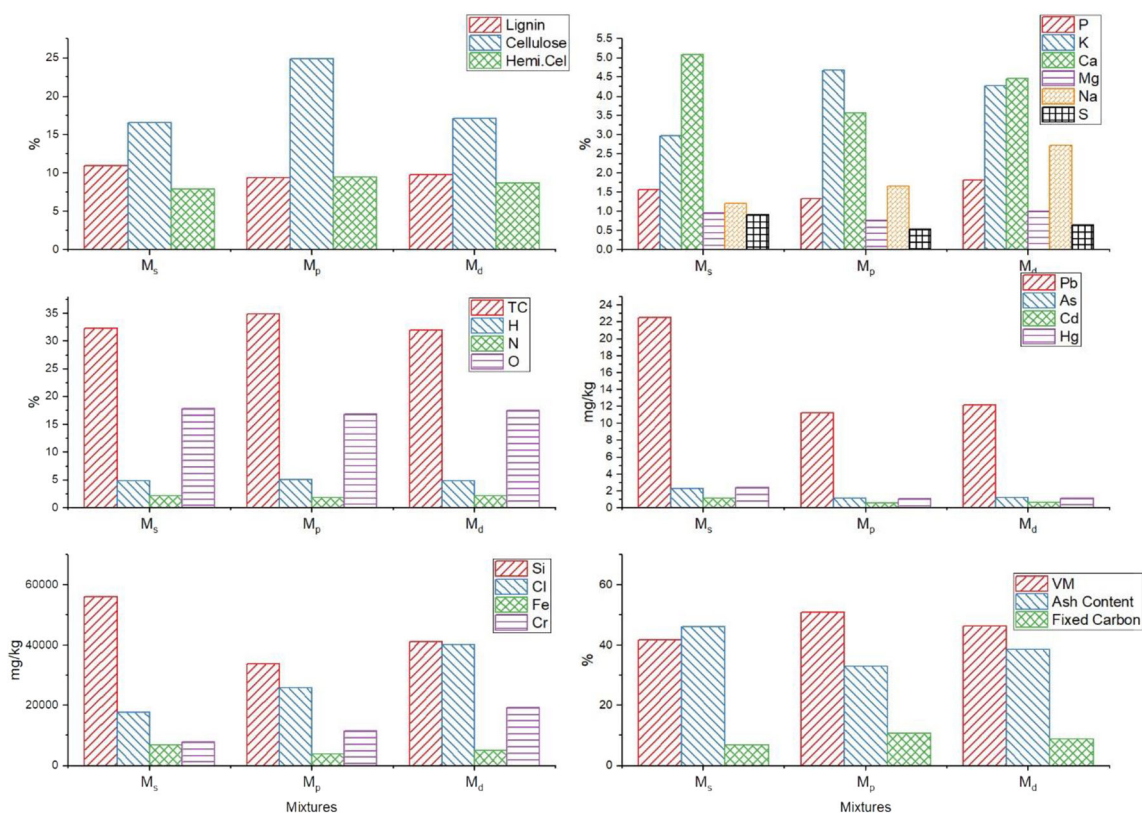 Lignin
Cellulose
Hemi.Cel
25
20
15
10
5
0
%
Ms Mp Md
P
K
Ca
Mg
Na
S
5.5
5.0
4.5
4.0
3.5
3.0
2.5
2.0
1.5
1.0
0.5
0.0
%
Ms Mp Md
TC
H
N
O
35
30
25
20
15
10
5
0
%
Ms Mp Md
Pb
As
Cd
Hg
24
22
20
18
16
14
12
10
8
6
4
2
0
mg/kg
Ms Mp Md
Si
Cl
Fe
Cr
60000
40000
20000
0
mg/kg
Ms Mp Md
Mixtures
VM
Ash Content
Fixed Carbon
60
40
20
0
%
Ms Mp Md
Mixtures